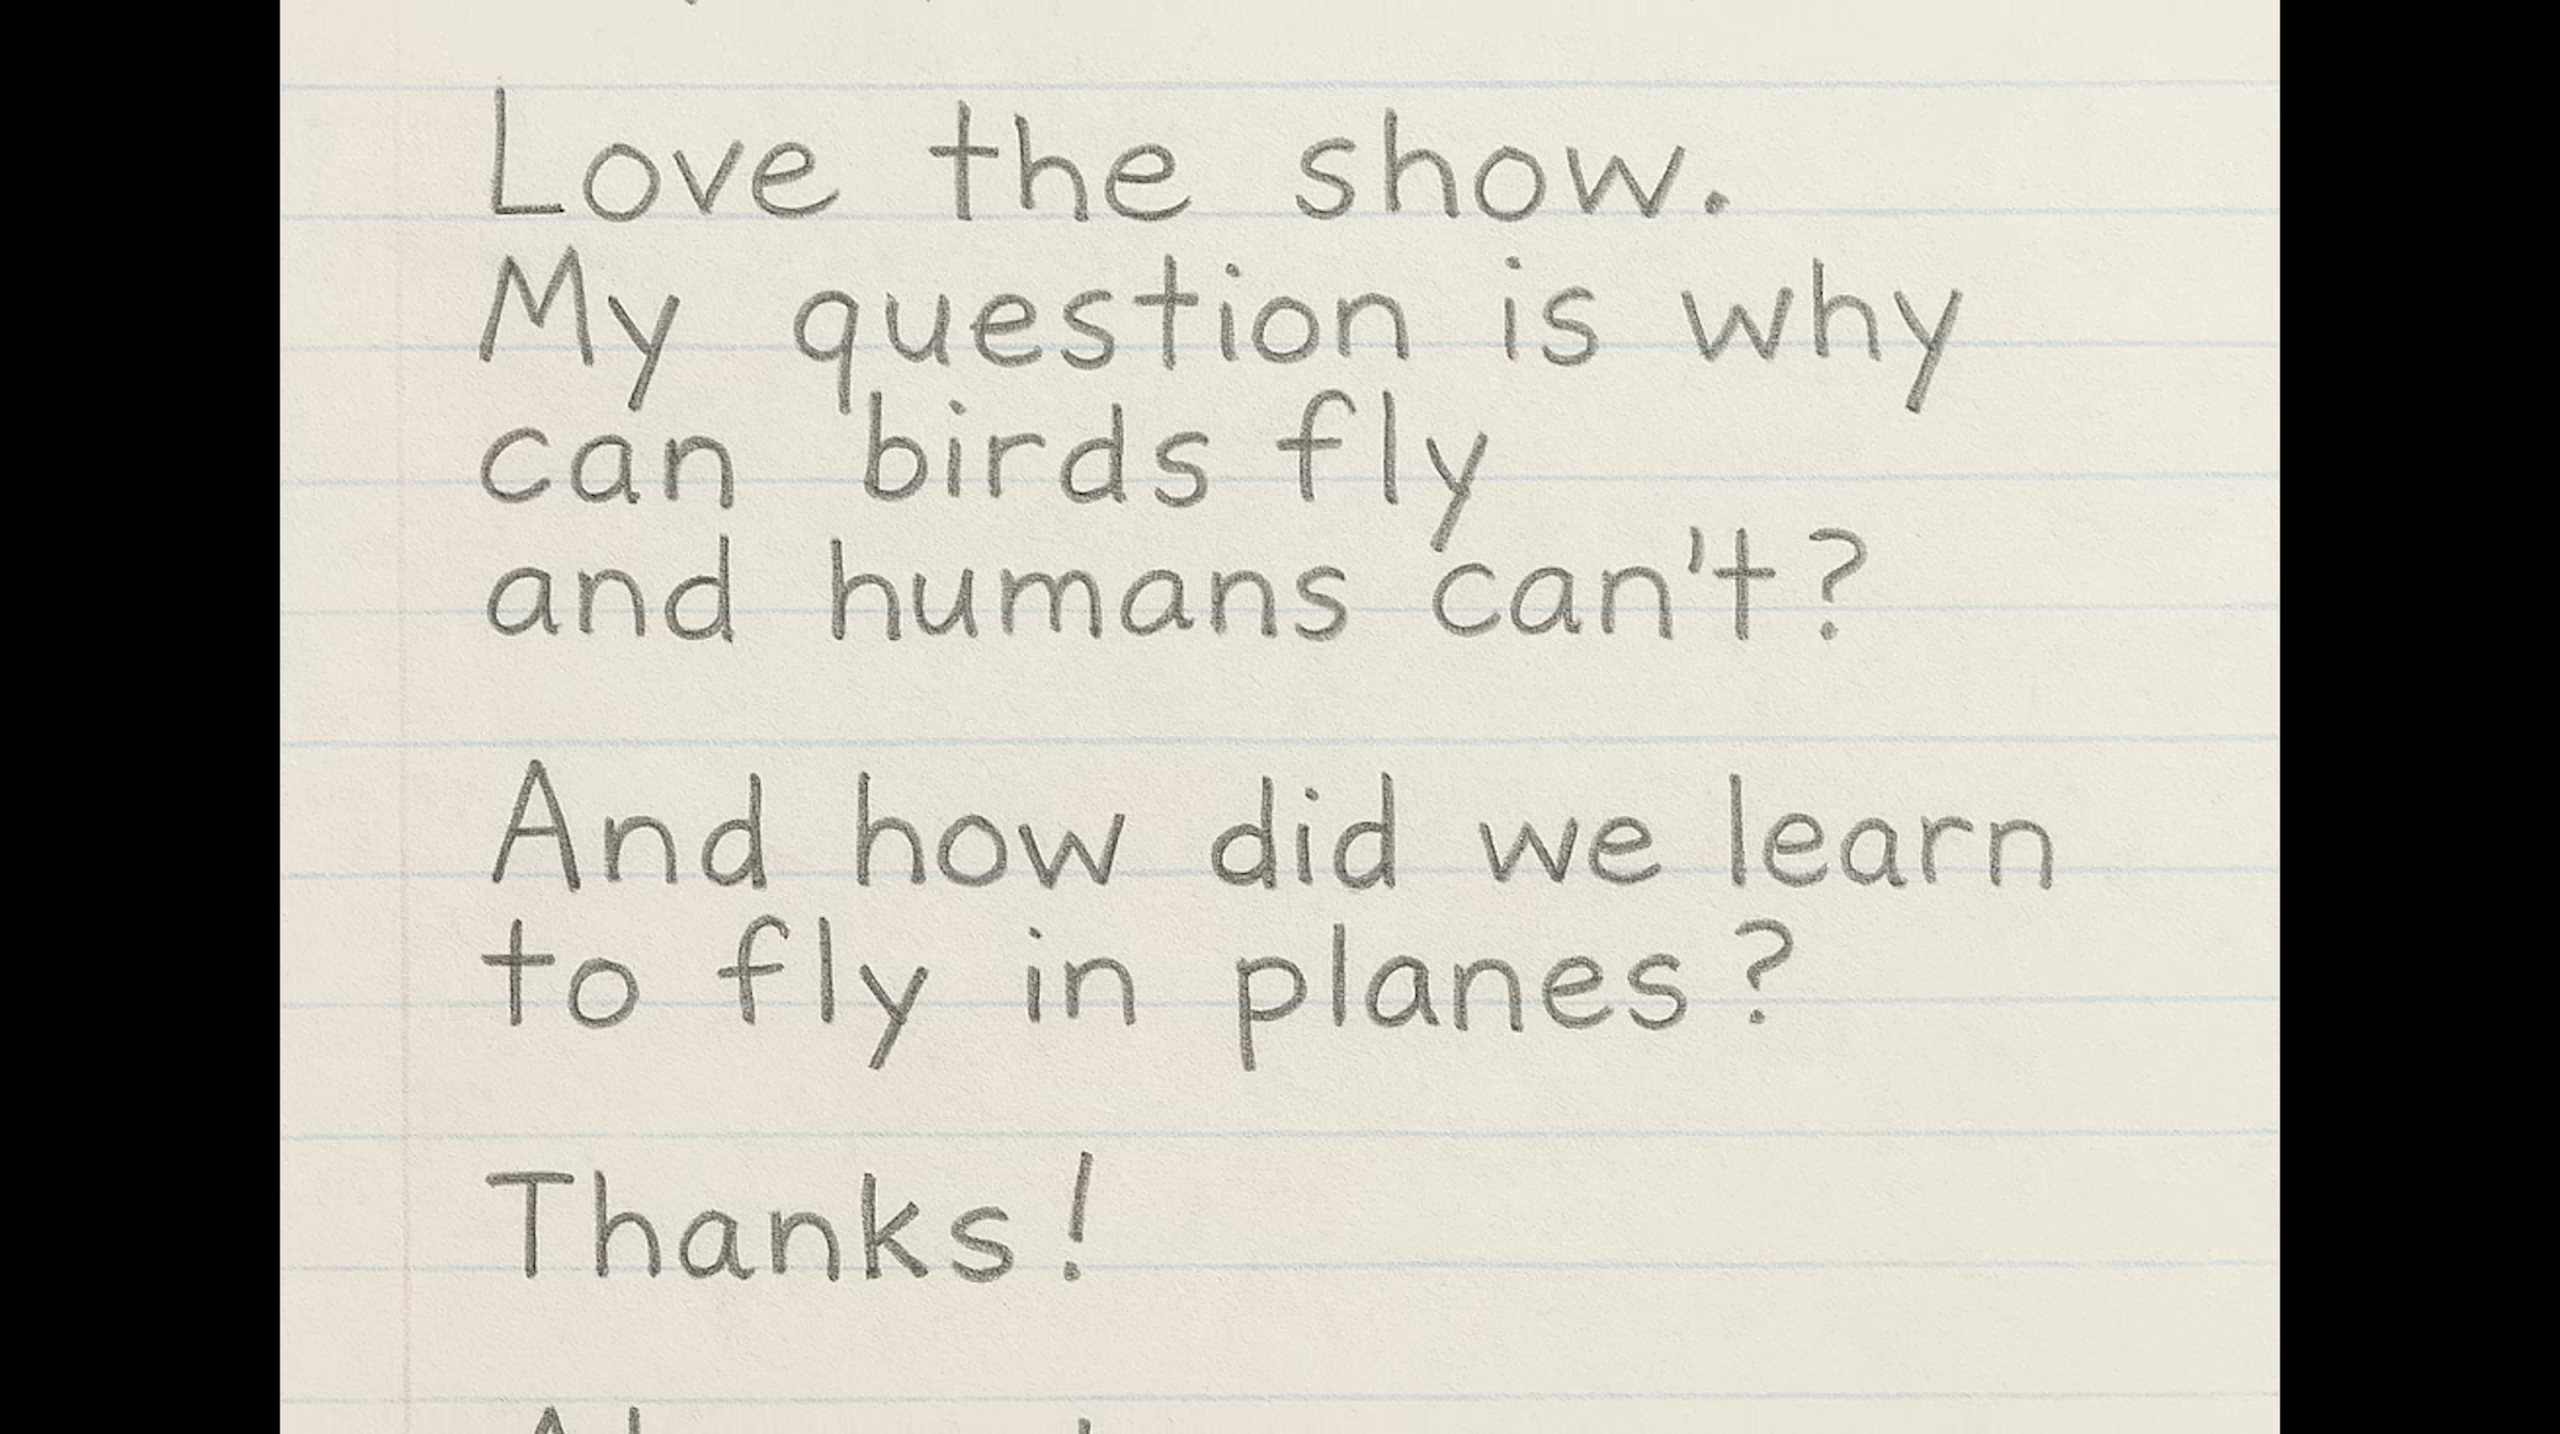 Love the show.
My question is why
can birds fly
and humans can't?
And how did we learn
to fly in planes?
Thanks!